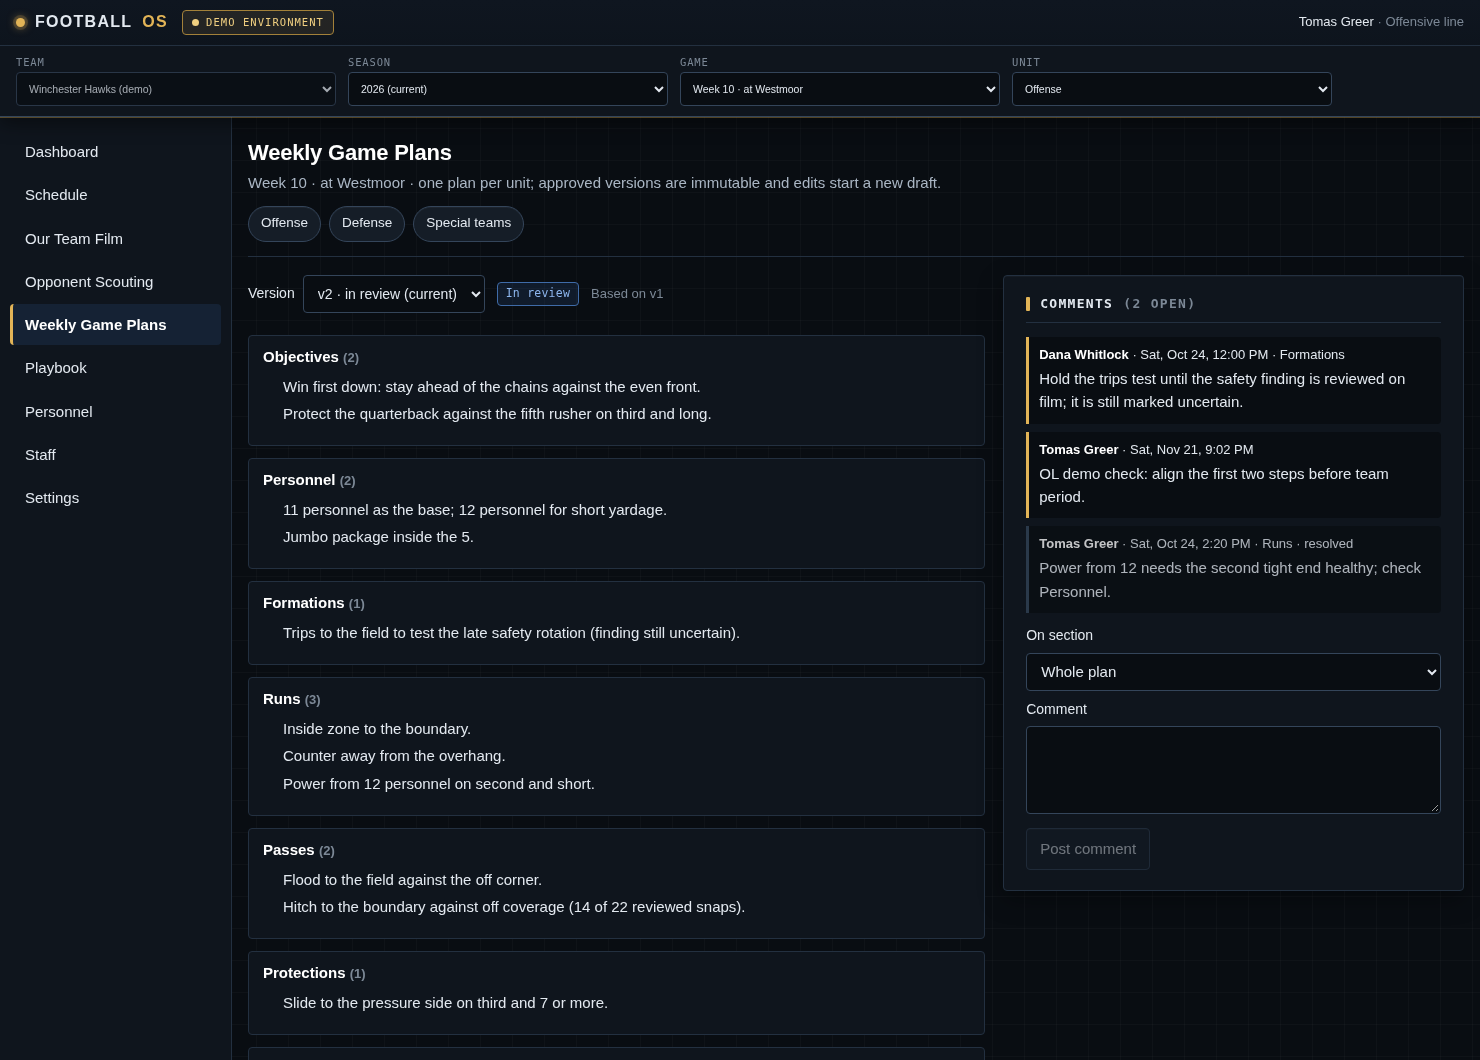 FOOTBALL OS
DEMO ENVIRONMENT
Tomas Greer · Offensive line
TEAM
Winchester Hawks (demo)
SEASON
2026 (current)
GAME
Week 10 · at Westmoor
UNIT
Offense
Dashboard
Schedule
Our Team Film
Opponent Scouting
Weekly Game Plans
Playbook
Personnel
Staff
Settings
Weekly Game Plans
Week 10 · at Westmoor · one plan per unit; approved versions are immutable and edits start a new draft.
Offense
Defense
Special teams
Version
v2 · in review (current)
In review
Based on v1
Objectives (2)
Win first down: stay ahead of the chains against the even front.
Protect the quarterback against the fifth rusher on third and long.
Personnel (2)
11 personnel as the base; 12 personnel for short yardage.
Jumbo package inside the 5.
Formations (1)
Trips to the field to test the late safety rotation (finding still uncertain).
Runs (3)
Inside zone to the boundary.
Counter away from the overhang.
Power from 12 personnel on second and short.
Passes (2)
Flood to the field against the off corner.
Hitch to the boundary against off coverage (14 of 22 reviewed snaps).
Protections (1)
Slide to the pressure side on third and 7 or more.
COMMENTS (2 OPEN)
Dana Whitlock · Sat, Oct 24, 12:00 PM · Formations
Hold the trips test until the safety finding is reviewed on
film; it is still marked uncertain.
Tomas Greer · Sat, Nov 21, 9:02 PM
OL demo check: align the first two steps before team
period.
Tomas Greer · Sat, Oct 24, 2:20 PM · Runs · resolved
Power from 12 needs the second tight end healthy; check
Personnel.
On section
Whole plan
Comment
Post comment